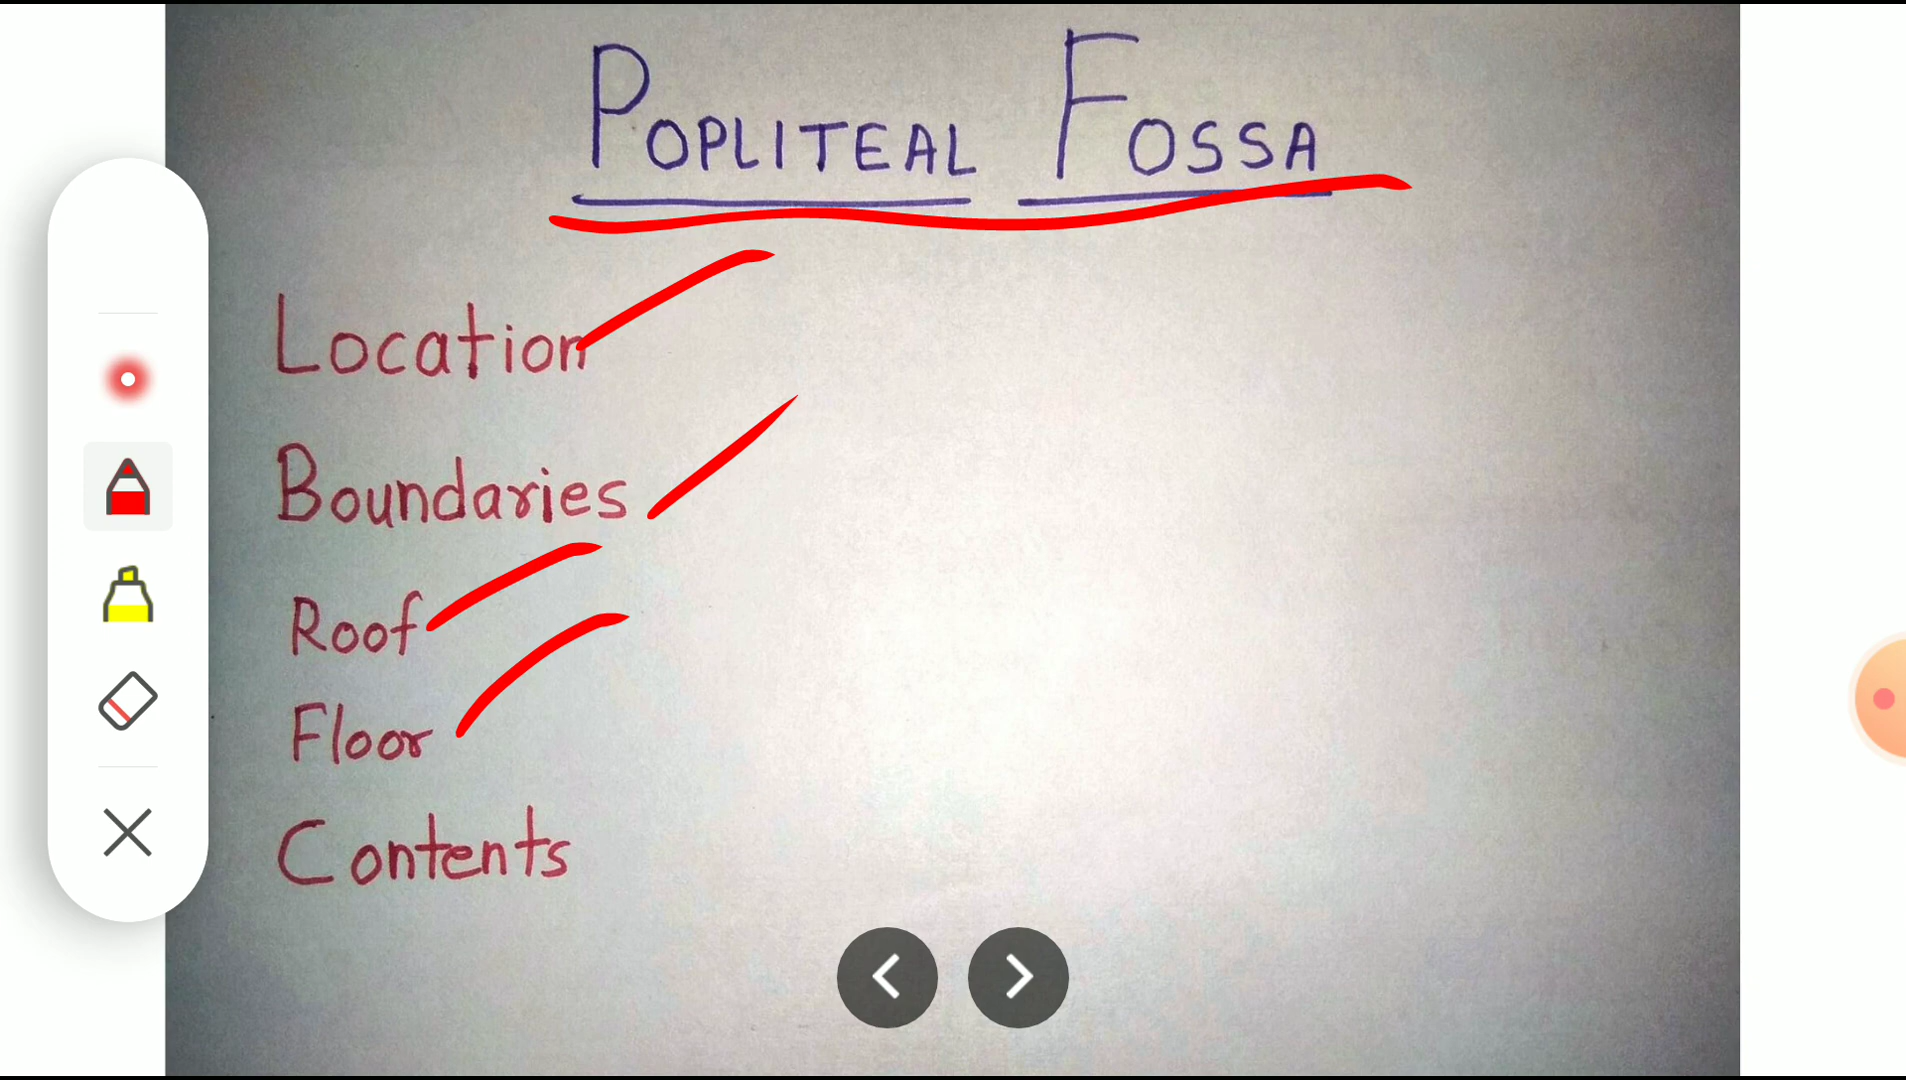 POPLITEAL FOSSA
Location
Boundaries
Roof
Floor
Contents